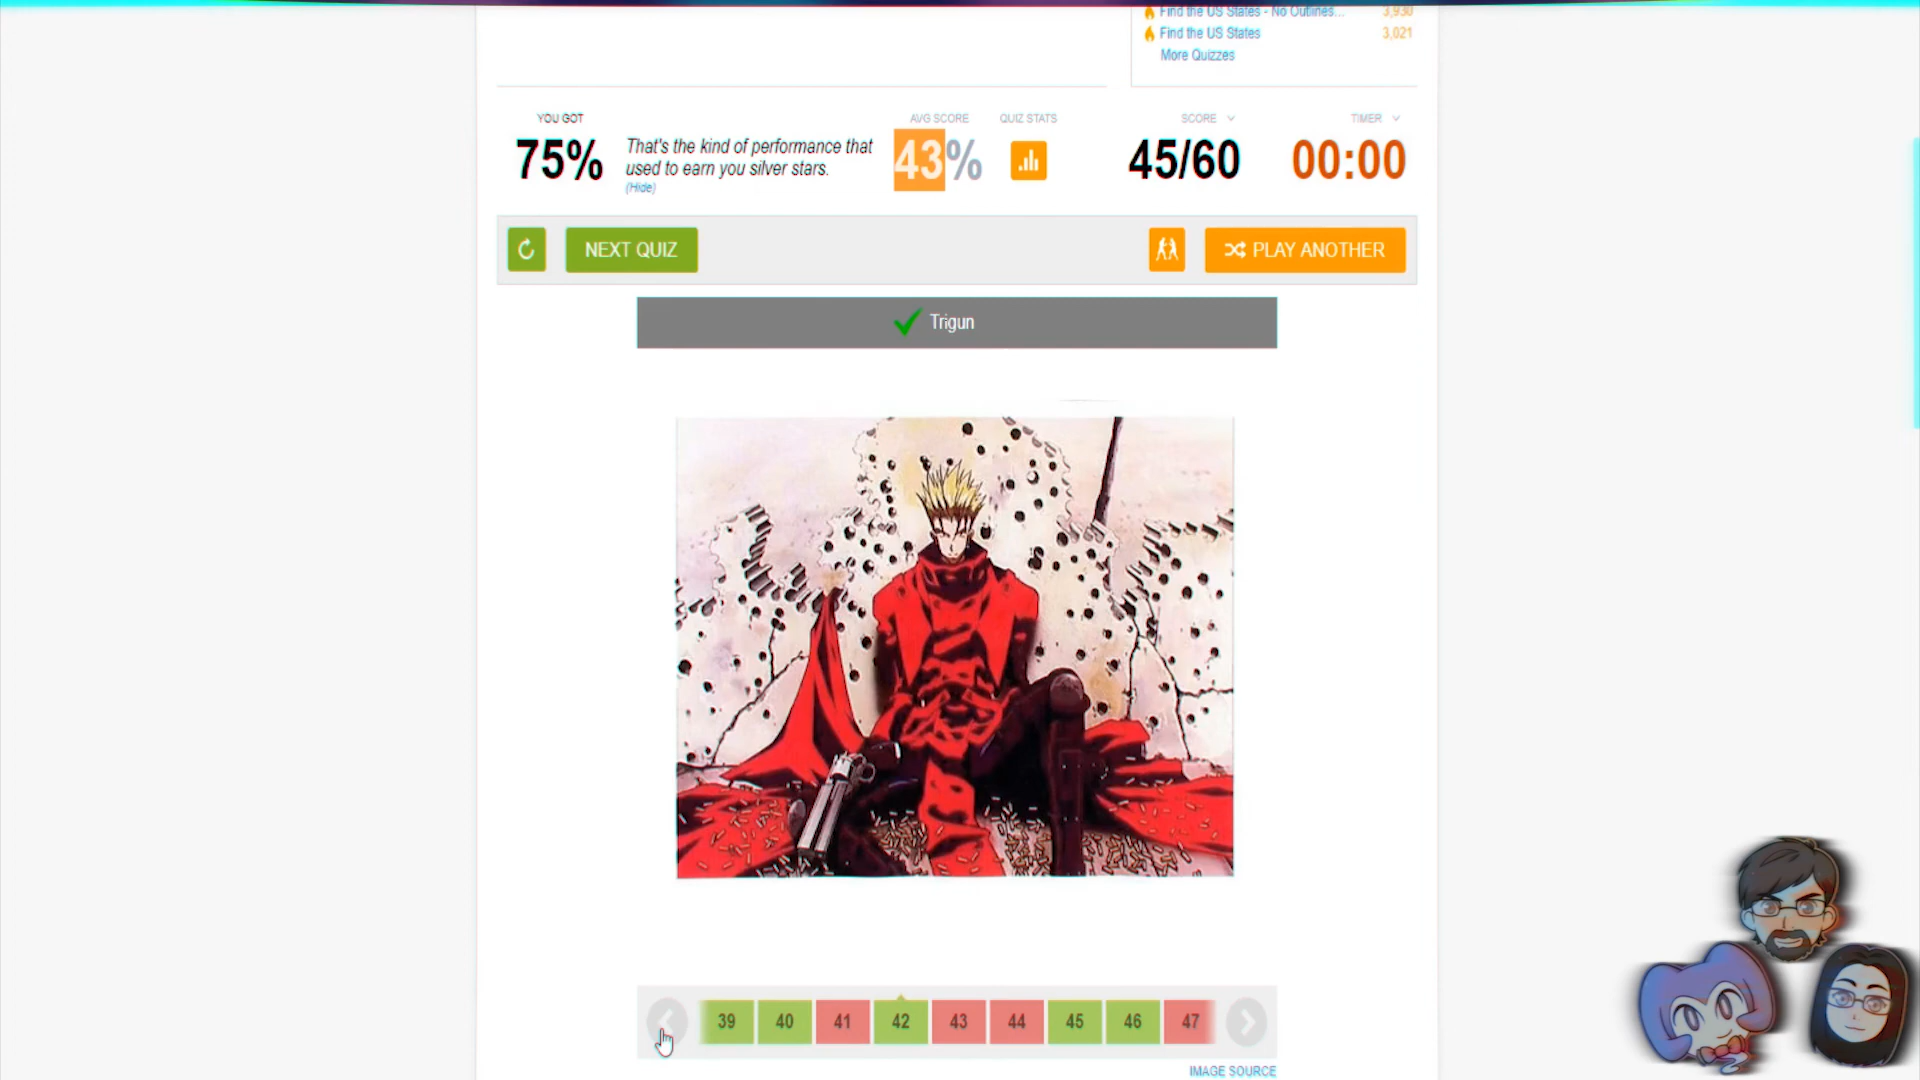 Find the US States - No Outlines... 3,930
Find the US States 3,021
More Quizzes
YOU GOT
75%
That's the kind of performance that
used to earn you silver stars.
(Hide)
AVG SCORE
43%
QUIZ STATS
SCORE
45/60
TIMER
00:00
NEXT QUIZ
PLAY ANOTHER
Trigun
39 40 41 42 43 44 45 46 47
IMAGE SOURCE